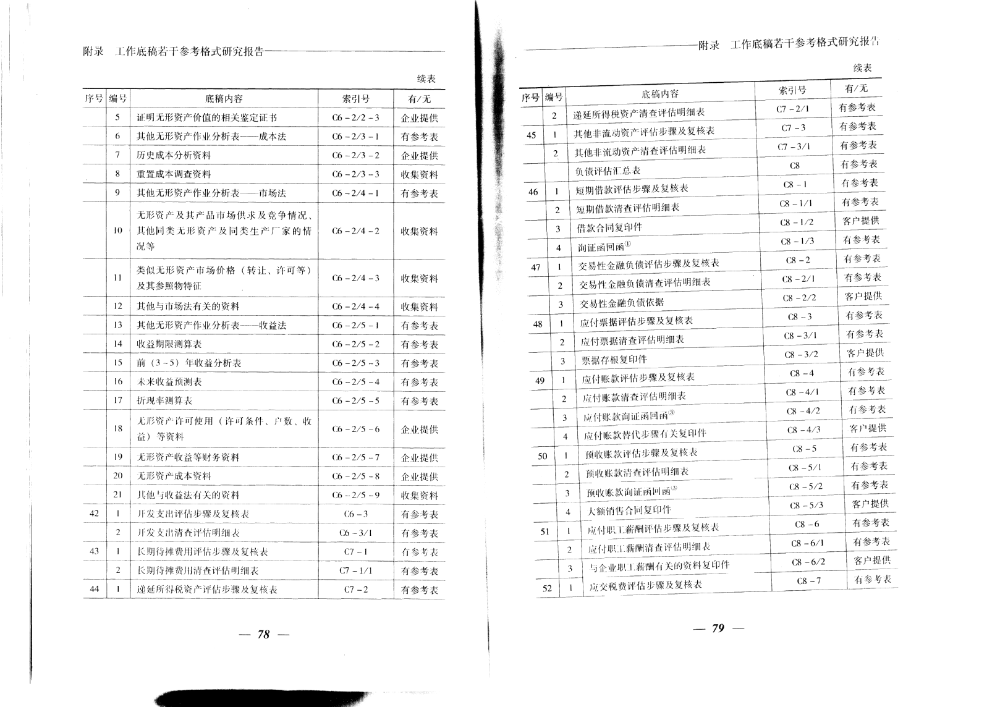 附录 工作底稿若干参考格式研究报告
续表
序号 编号 底稿内容 索引号 有/无
5 证明无形资产价值的相关鉴定证书 C6-2/2-3 企业提供
6 其他无形资产作业分析表——成本法 C6-2/3-1 有参考表
7 历史成本分析资料 C6-2/3-2 企业提供
8 重置成本调查资料 C6-2/3-3 收集资料
9 其他无形资产作业分析表——市场法 C6-2/4-1 有参考表
无形资产及其产品市场供求及竞争情况、
10 其他同类无形资产及同类生产厂家的情 C6-2/4-2 收集资料
况等
类似无形资产市场价格（转让、许可等）
11 C6-2/4-3 收集资料
及其参照物特征
12 其他与市场法有关的资料 C6-2/4-4 收集资料
13 其他无形资产作业分析表——收益法 C6-2/5-1 有参考表
14 收益期限测算表 C6-2/5-2 有参考表
15 前（3~5）年收益分析表 C6-2/5-3 有参考表
16 未来收益预测表 C6-2/5-4 有参考表
17 折现率测算表 C6-2/5-5 有参考表
无形资产许可使用（许可条件、户数、收
18 C6-2/5-6 企业提供
益）等资料
19 无形资产收益等财务资料 C6-2/5-7 企业提供
20 无形资产成本资料 C6-2/5-8 企业提供
21 其他与收益法有关的资料 C6-2/5-9 收集资料
42 1 开发支出评估步骤及复核表 C6-3 有参考表
2 开发支出清查评估明细表 C6-3/1 有参考表
43 1 长期待摊费用评估步骤及复核表 C7-1 有参考表
2 长期待摊费用清查评估明细表 C7-1/1 有参考表
44 1 递延所得税资产评估步骤及复核表 C7-2 有参考表
— 78 —
附录 工作底稿若干参考格式研究报告
续表
序号 编号 底稿内容 索引号 有/无
2 递延所得税资产清查评估明细表 C7-2/1 有参考表
45 1 其他非流动资产评估步骤及复核表 C7-3 有参考表
2 其他非流动资产清查评估明细表 C7-3/1 有参考表
负债评估汇总表 C8 有参考表
46 1 短期借款评估步骤及复核表 C8-1 有参考表
2 短期借款清查评估明细表 C8-1/1 有参考表
3 借款合同复印件 C8-1/2 客户提供
4 询证函回函① C8-1/3 有参考表
47 1 交易性金融负债评估步骤及复核表 C8-2 有参考表
2 交易性金融负债清查评估明细表 C8-2/1 有参考表
3 交易性金融负债依据 C8-2/2 客户提供
48 1 应付票据评估步骤及复核表 C8-3 有参考表
2 应付票据清查评估明细表 C8-3/1 有参考表
3 票据存根复印件 C8-3/2 客户提供
49 1 应付账款评估步骤及复核表 C8-4 有参考表
2 应付账款清查评估明细表 C8-4/1 有参考表
3 应付账款询证函回函③ C8-4/2 有参考表
4 应付账款替代步骤有关复印件 C8-4/3 客户提供
50 1 预收账款评估步骤及复核表 C8-5 有参考表
2 预收账款清查评估明细表 C8-5/1 有参考表
3 预收账款询证函回函③ C8-5/2 有参考表
4 大额销售合同复印件 C8-5/3 客户提供
51 1 应付职工薪酬评估步骤及复核表 C8-6 有参考表
2 应付职工薪酬清查评估明细表 C8-6/1 有参考表
3 与企业职工薪酬有关的资料复印件 C8-6/2 客户提供
52 1 应交税费评估步骤及复核表 C8-7 有参考表
— 79 —